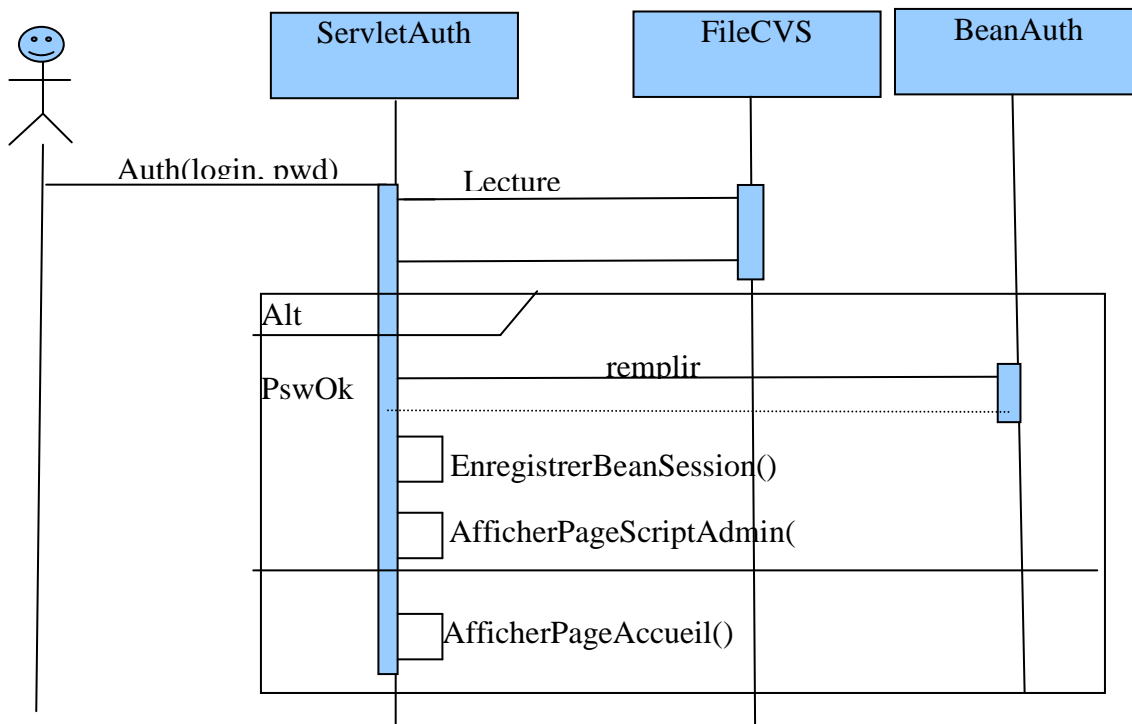 ServletAuth
FileCVS
BeanAuth
Auth(login, pwd)
Lecture
Alt
remplir
PswOk
EnregistrerBeanSession()
AfficherPageScriptAdmin(
AfficherPageAccueil()